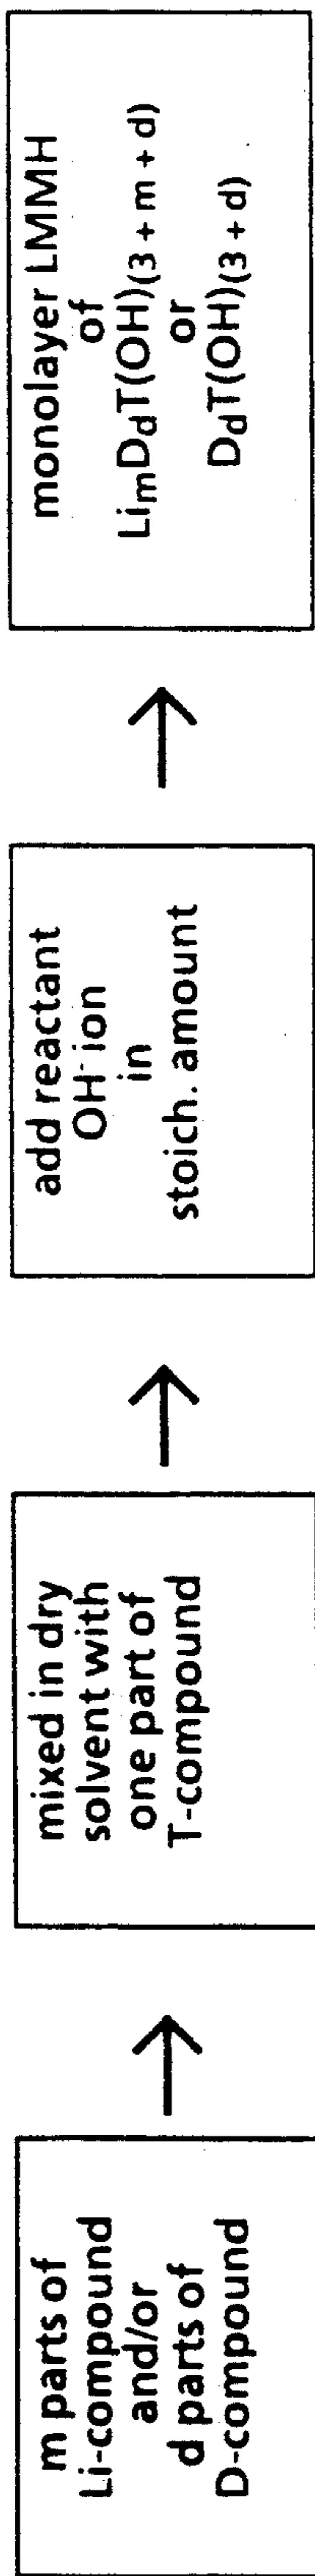 m parts of
Li-compound
and/or
d parts of
D-compound
mixed in dry
solvent with
one part of
T-compound
add reactant
OH⁻ ion
in
stoich. amount
monolayer LMMH
of
LiₘD_dT(OH)₍₃ ₊ ₘ ₊ d₎
or
D_dT(OH)₍₃ ₊ d₎